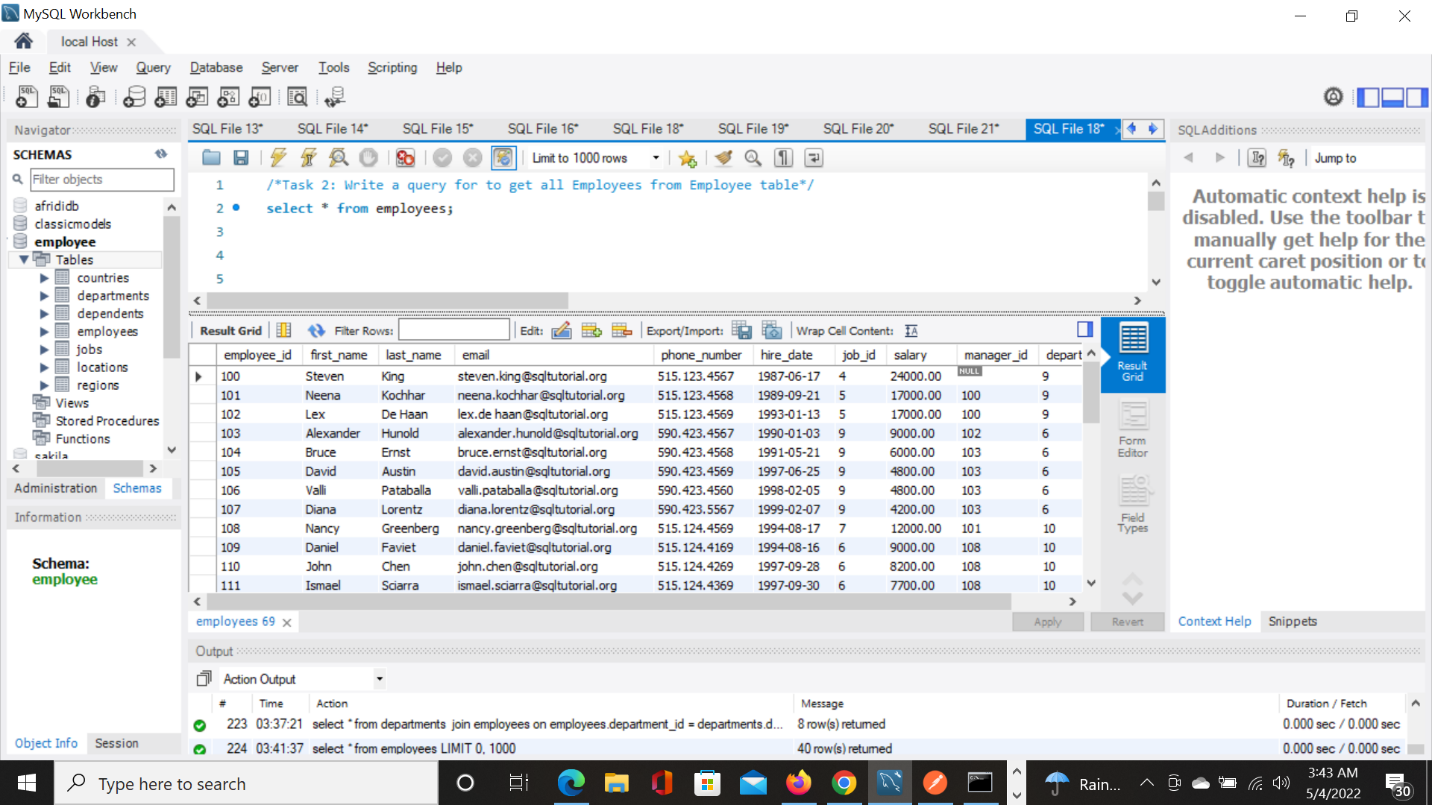 MySQL Workbench
local Host
File Edit View Query Database Server Tools Scripting Help
Navigator
SCHEMAS
Filter objects
afrididb
classicmodels
employee
Tables
countries
departments
dependents
employees
jobs
locations
regions
Views
Stored Procedures
Functions
sakila
Administration Schemas
Information
Schema:
employee
Object Info Session
SQL File 13* SQL File 14* SQL File 15* SQL File 16* SQL File 18* SQL File 19* SQL File 20* SQL File 21* SQL File 18*
Limit to 1000 rows
1 /*Task 2: Write a query for to get all Employees from Employee table*/
2 select * from employees;
3
4
5
Result Grid Filter Rows: Edit: Export/Import: Wrap Cell Content:
employee_id first_name last_name email phone_number hire_date job_id salary manager_id depart
100 Steven King steven.king@sqltutorial.org 515.123.4567 1987-06-17 4 24000.00 NULL 9
101 Neena Kochhar neena.kochhar@sqltutorial.org 515.123.4568 1989-09-21 5 17000.00 100 9
102 Lex De Haan lex.de haan@sqltutorial.org 515.123.4569 1993-01-13 5 17000.00 100 9
103 Alexander Hunold alexander.hunold@sqltutorial.org 590.423.4567 1990-01-03 9 9000.00 102 6
104 Bruce Ernst bruce.ernst@sqltutorial.org 590.423.4568 1991-05-21 9 6000.00 103 6
105 David Austin david.austin@sqltutorial.org 590.423.4569 1997-06-25 9 4800.00 103 6
106 Valli Pataballa valli.pataballa@sqltutorial.org 590.423.4560 1998-02-05 9 4800.00 103 6
107 Diana Lorentz diana.lorentz@sqltutorial.org 590.423.5567 1999-02-07 9 4200.00 103 6
108 Nancy Greenberg nancy.greenberg@sqltutorial.org 515.124.4569 1994-08-17 7 12000.00 101 10
109 Daniel Faviet daniel.faviet@sqltutorial.org 515.124.4169 1994-08-16 6 9000.00 108 10
110 John Chen john.chen@sqltutorial.org 515.124.4269 1997-09-28 6 8200.00 108 10
111 Ismael Sciarra ismael.sciarra@sqltutorial.org 515.124.4369 1997-09-30 6 7700.00 108 10
Result
Grid
Form
Editor
Field
Types
employees 69
Apply Revert
SQLAdditions
Jump to
Automatic context help is
disabled. Use the toolbar t
manually get help for the
current caret position or to
toggle automatic help.
Context Help Snippets
Output
Action Output
# Time Action Message Duration / Fetch
223 03:37:21 select * from departments join employees on employees.department_id = departments.d... 8 row(s) returned 0.000 sec / 0.000 sec
224 03:41:37 select * from employees LIMIT 0, 1000 40 row(s) returned 0.000 sec / 0.000 sec
Type here to search
Rain...
3:43 AM
5/4/2022
30